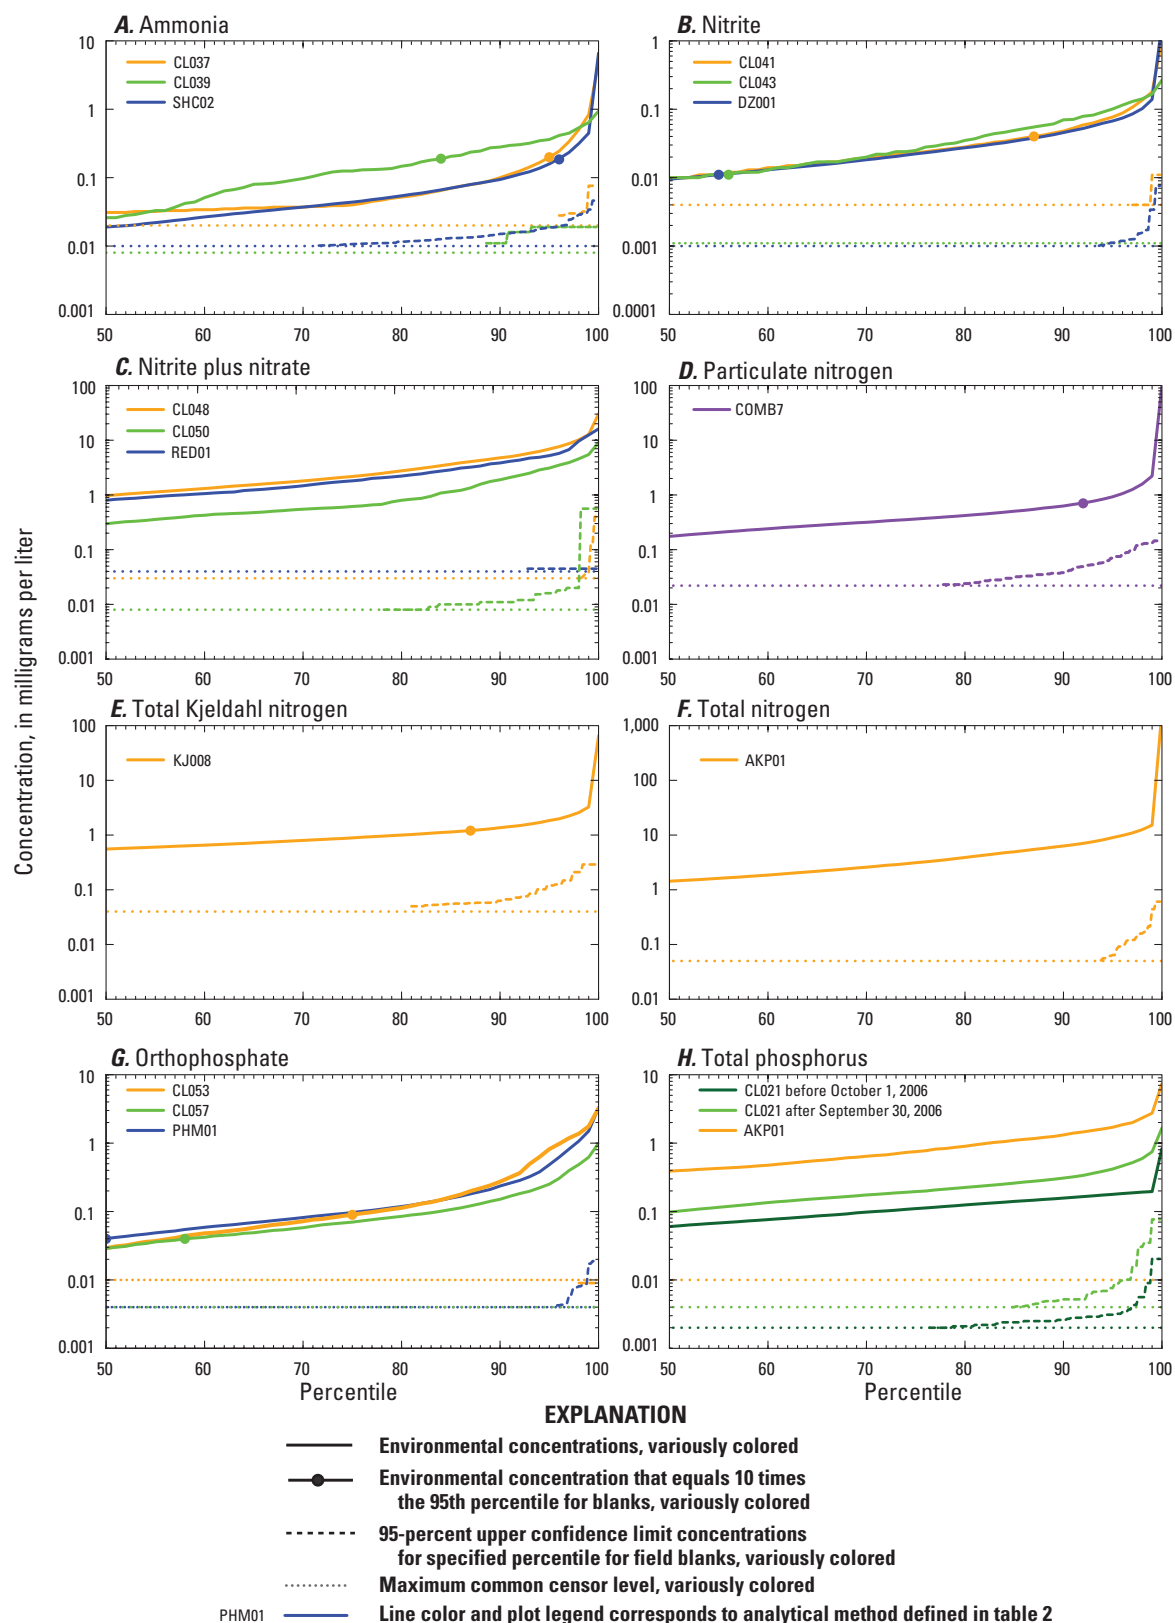 A. Ammonia
10
1
0.1
0.01
0.001
CL037
CL039
SHC02
50 60 70 80 90 100
B. Nitrite
1
0.1
0.01
0.001
0.0001
CL041
CL043
DZ001
50 60 70 80 90 100
C. Nitrite plus nitrate
100
10
1
0.1
0.01
0.001
CL048
CL050
RED01
50 60 70 80 90 100
D. Particulate nitrogen
100
10
1
0.1
0.01
0.001
COMB7
50 60 70 80 90 100
Concentration, in milligrams per liter
E. Total Kjeldahl nitrogen
100
10
1
0.1
0.01
0.001
KJ008
50 60 70 80 90 100
F. Total nitrogen
1,000
100
10
1
0.1
0.01
AKP01
50 60 70 80 90 100
G. Orthophosphate
10
1
0.1
0.01
0.001
CL053
CL057
PHM01
50 60 70 80 90 100
Percentile
H. Total phosphorus
10
1
0.1
0.01
0.001
CL021 before October 1, 2006
CL021 after September 30, 2006
AKP01
50 60 70 80 90 100
Percentile
EXPLANATION
Environmental concentrations, variously colored
Environmental concentration that equals 10 times
the 95th percentile for blanks, variously colored
95-percent upper confidence limit concentrations
for specified percentile for field blanks, variously colored
Maximum common censor level, variously colored
PHM01 Line color and plot legend corresponds to analytical method defined in table 2